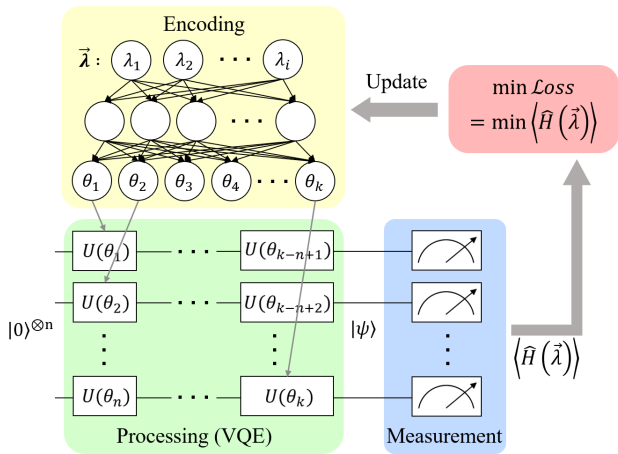 Encoding
𝝀⃗ : λ₁ λ₂ ··· λᵢ
···
θ₁ θ₂ θ₃ θ₄ ··· θₖ
Update
min ℒoss
= min ⟨Ĥ(λ⃗)⟩
U(θ₁) ··· U(θₖ₋ₙ₊₁)
U(θ₂) ··· U(θₖ₋ₙ₊₂)
|0⟩^⊗n
|ψ⟩
⟨Ĥ(λ⃗)⟩
U(θₙ) ··· U(θₖ)
Processing (VQE)
Measurement